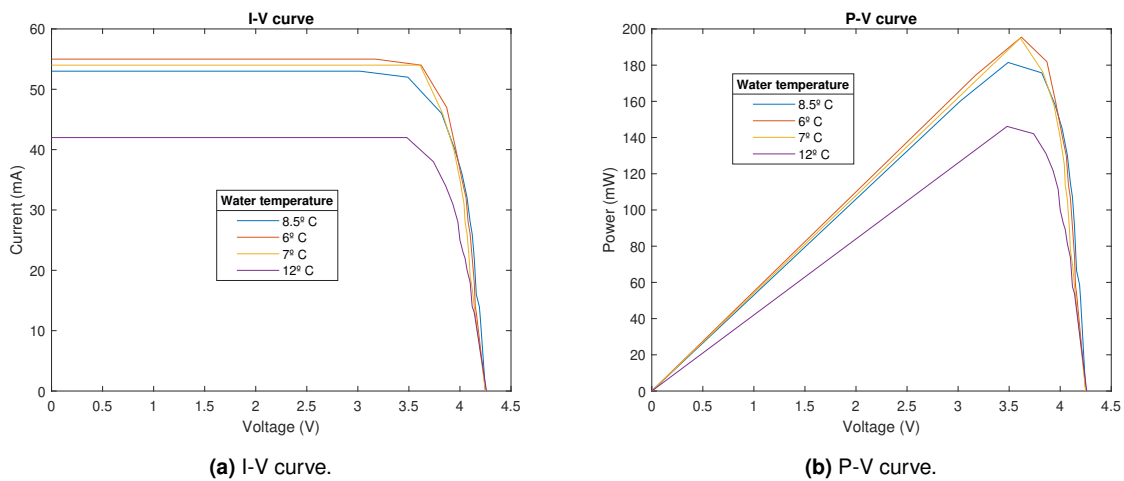 I-V curve
60
50
40
30
20
10
0
Current (mA)
Water temperature
8.5º C
6º C
7º C
12º C
0 0.5 1 1.5 2 2.5 3 3.5 4 4.5
Voltage (V)
(a) I-V curve.
P-V curve
200
180
160
140
120
100
80
60
40
20
0
Power (mW)
Water temperature
8.5º C
6º C
7º C
12º C
0 0.5 1 1.5 2 2.5 3 3.5 4 4.5
Voltage (V)
(b) P-V curve.